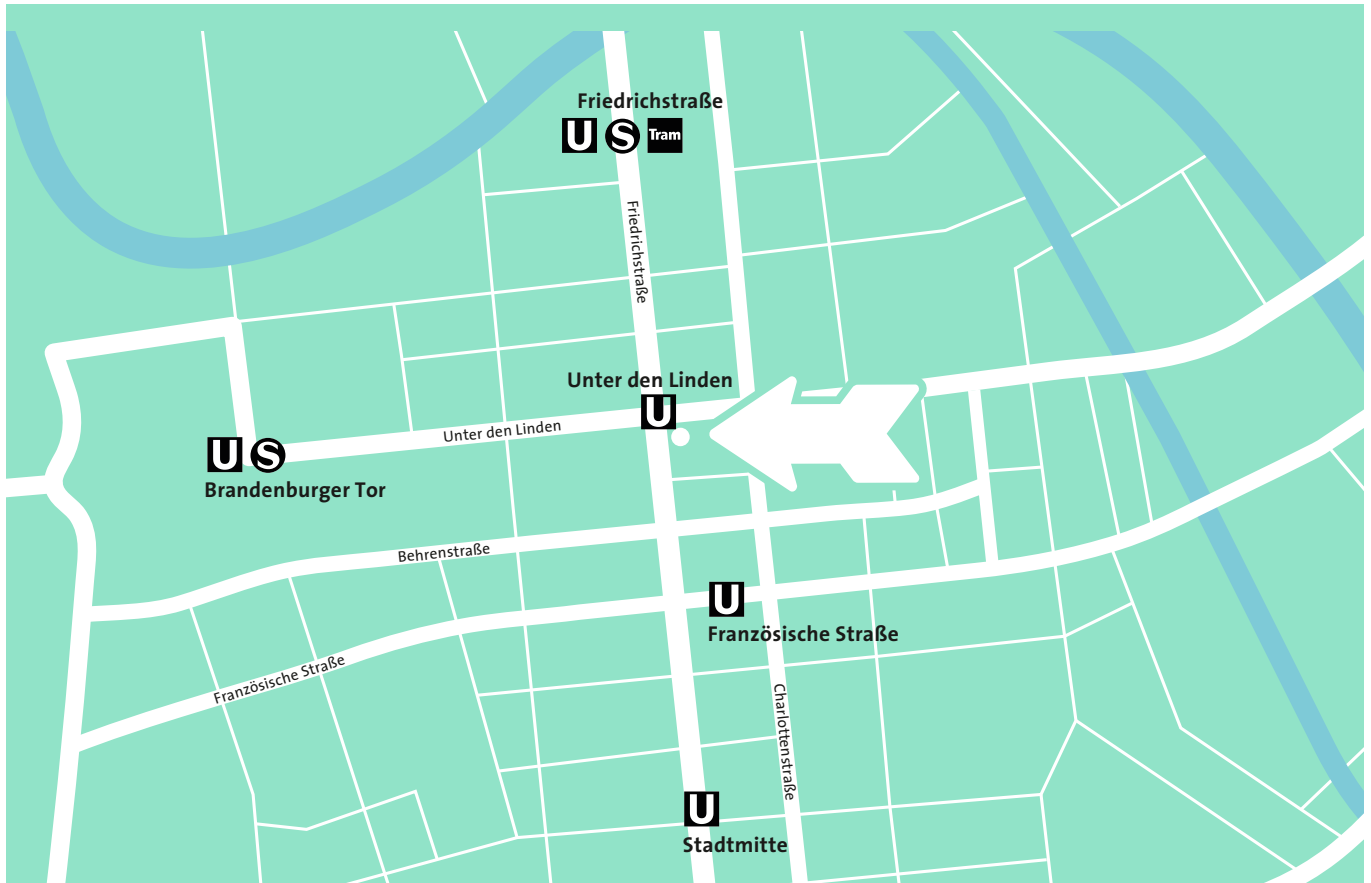 Friedrichstraße
U S Tram
Friedrichstraße
Unter den Linden
U
Unter den Linden
U S
Brandenburger Tor
Behrenstraße
U
Französische Straße
Französische Straße
Charlottenstraße
U
Stadtmitte